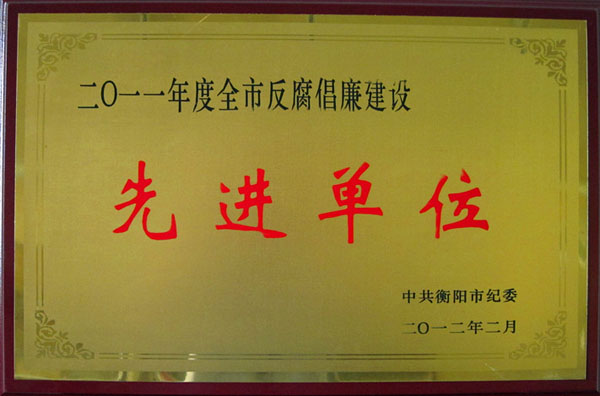 二〇一一年度全市反腐倡廉建设
先进单位
中共衡阳市纪委
二〇一二年二月